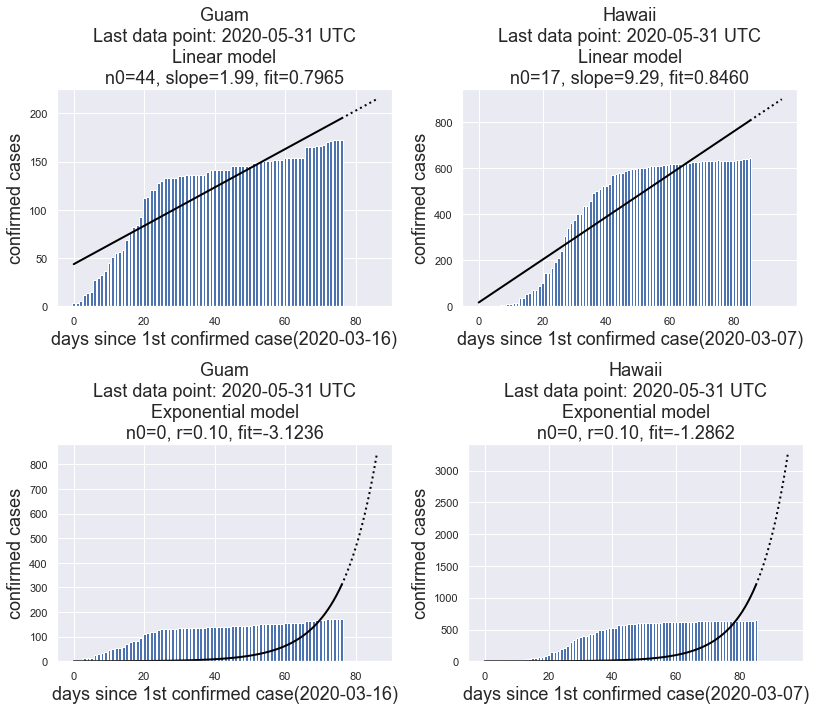 Guam
Last data point: 2020-05-31 UTC
Linear model
n0=44, slope=1.99, fit=0.7965
confirmed cases
225
200
150
100
50
0
0
20
40
60
80
days since 1st confirmed case(2020-03-16)
Hawaii
Last data point: 2020-05-31 UTC
Linear model
n0=17, slope=9.29, fit=0.8460
confirmed cases
800
600
400
200
0
0
20
40
60
80
days since 1st confirmed case(2020-03-07)
Guam
Last data point: 2020-05-31 UTC
Exponential model
n0=0, r=0.10, fit=-3.1236
confirmed cases
800
700
600
500
400
300
200
100
0
0
20
40
60
80
days since 1st confirmed case(2020-03-16)
Hawaii
Last data point: 2020-05-31 UTC
Exponential model
n0=0, r=0.10, fit=-1.2862
confirmed cases
3000
2500
2000
1500
1000
500
0
0
20
40
60
80
days since 1st confirmed case(2020-03-07)